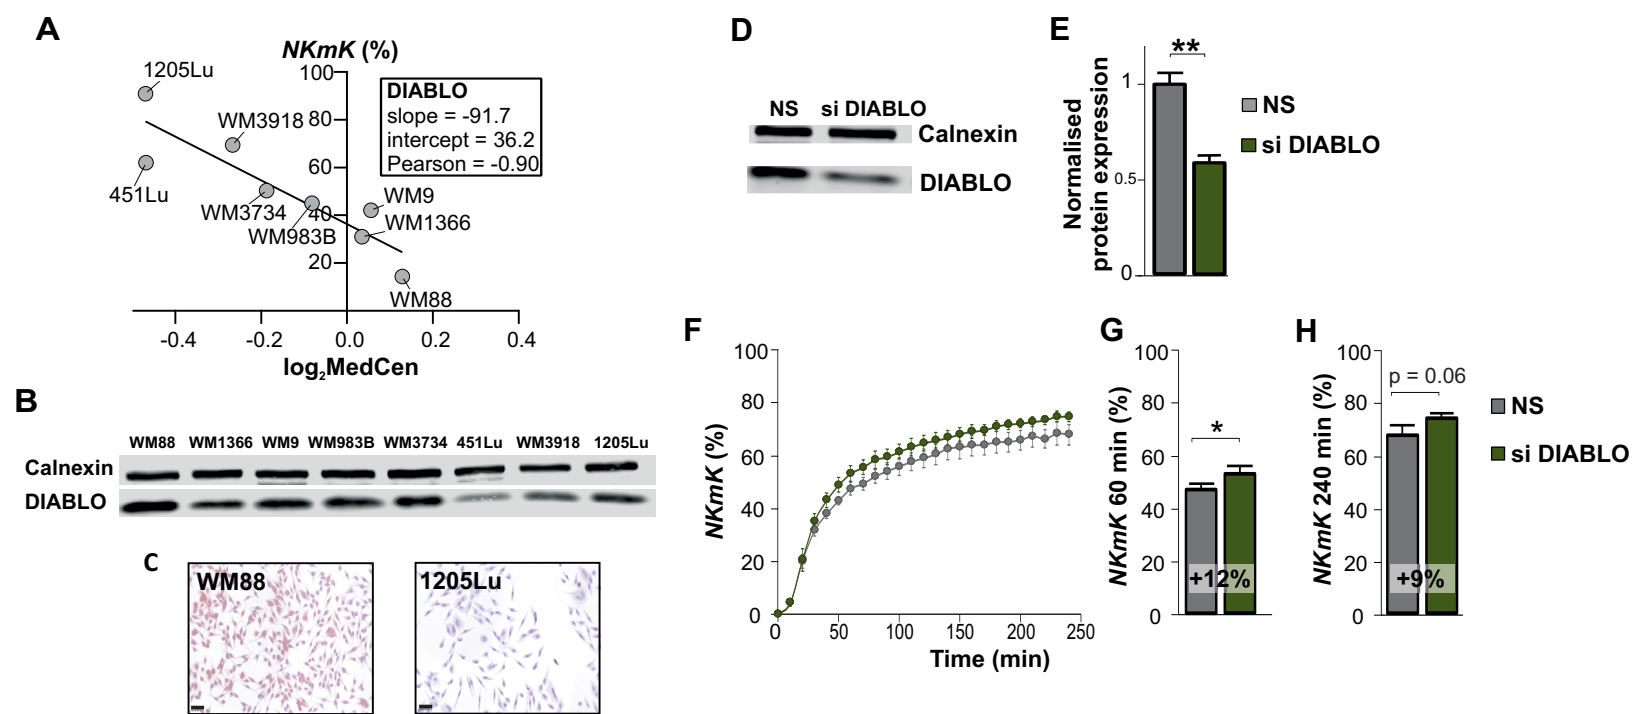 A
NKmK (%)
100
80
60
40
20
1205Lu
WM3918
451Lu
WM3734
WM983B
WM9
WM1366
WM88
DIABLO
slope = -91.7
intercept = 36.2
Pearson = -0.90
-0.4 -0.2 0.0 0.2 0.4
log2MedCen
B
WM88 WM1366 WM9 WM983B WM3734 451Lu WM3918 1205Lu
Calnexin
DIABLO
C
WM88
1205Lu
D
NS si DIABLO
Calnexin
DIABLO
E
Normalised
protein expression
1
0.5
0
**
NS
si DIABLO
F
NKmK (%)
100
80
60
40
20
0
0 50 100 150 200 250
Time (min)
G
NKmK 60 min (%)
100
80
60
40
20
0
*
+12%
H
NKmK 240 min (%)
100
80
60
40
20
0
p = 0.06
+9%
NS
si DIABLO